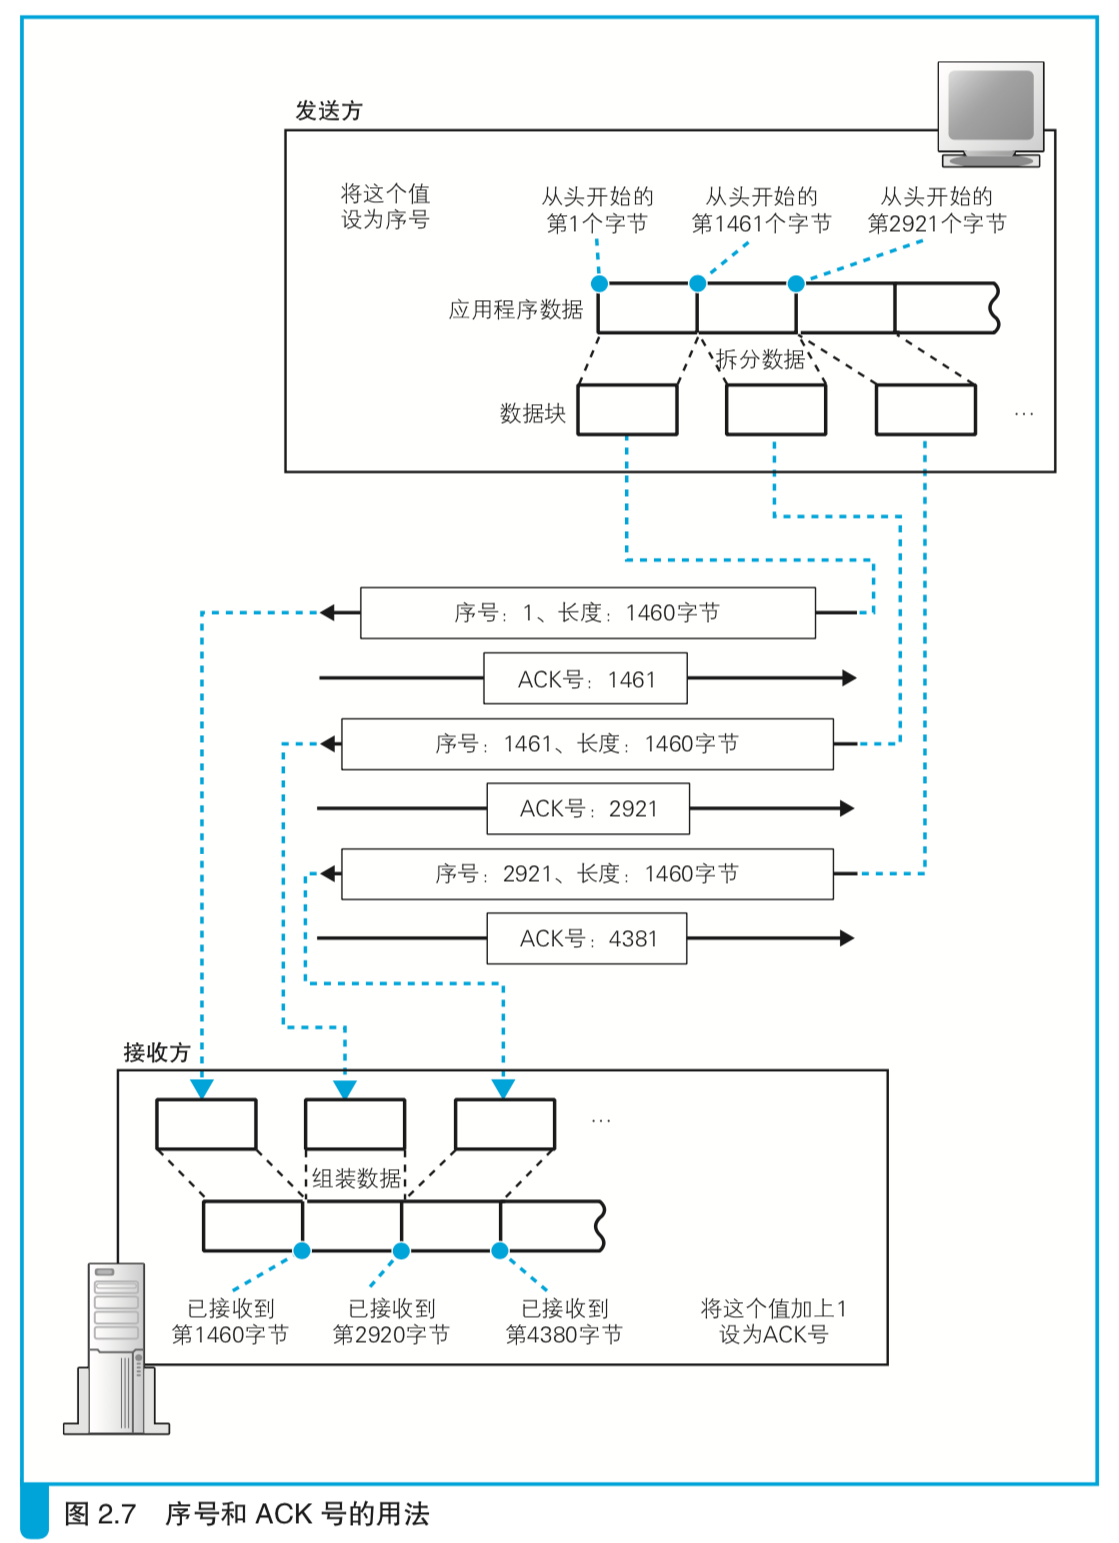 发送方
将这个值
设为序号
从头开始的
第1个字节
从头开始的
第1461个字节
从头开始的
第2921个字节
应用程序数据
拆分数据
数据块
…
序号：1、长度：1460字节
ACK号：1461
序号：1461、长度：1460字节
ACK号：2921
序号：2921、长度：1460字节
ACK号：4381
接收方
…
组装数据
已接收到
第1460字节
已接收到
第2920字节
已接收到
第4380字节
将这个值加上1
设为ACK号
图 2.7 序号和 ACK 号的用法